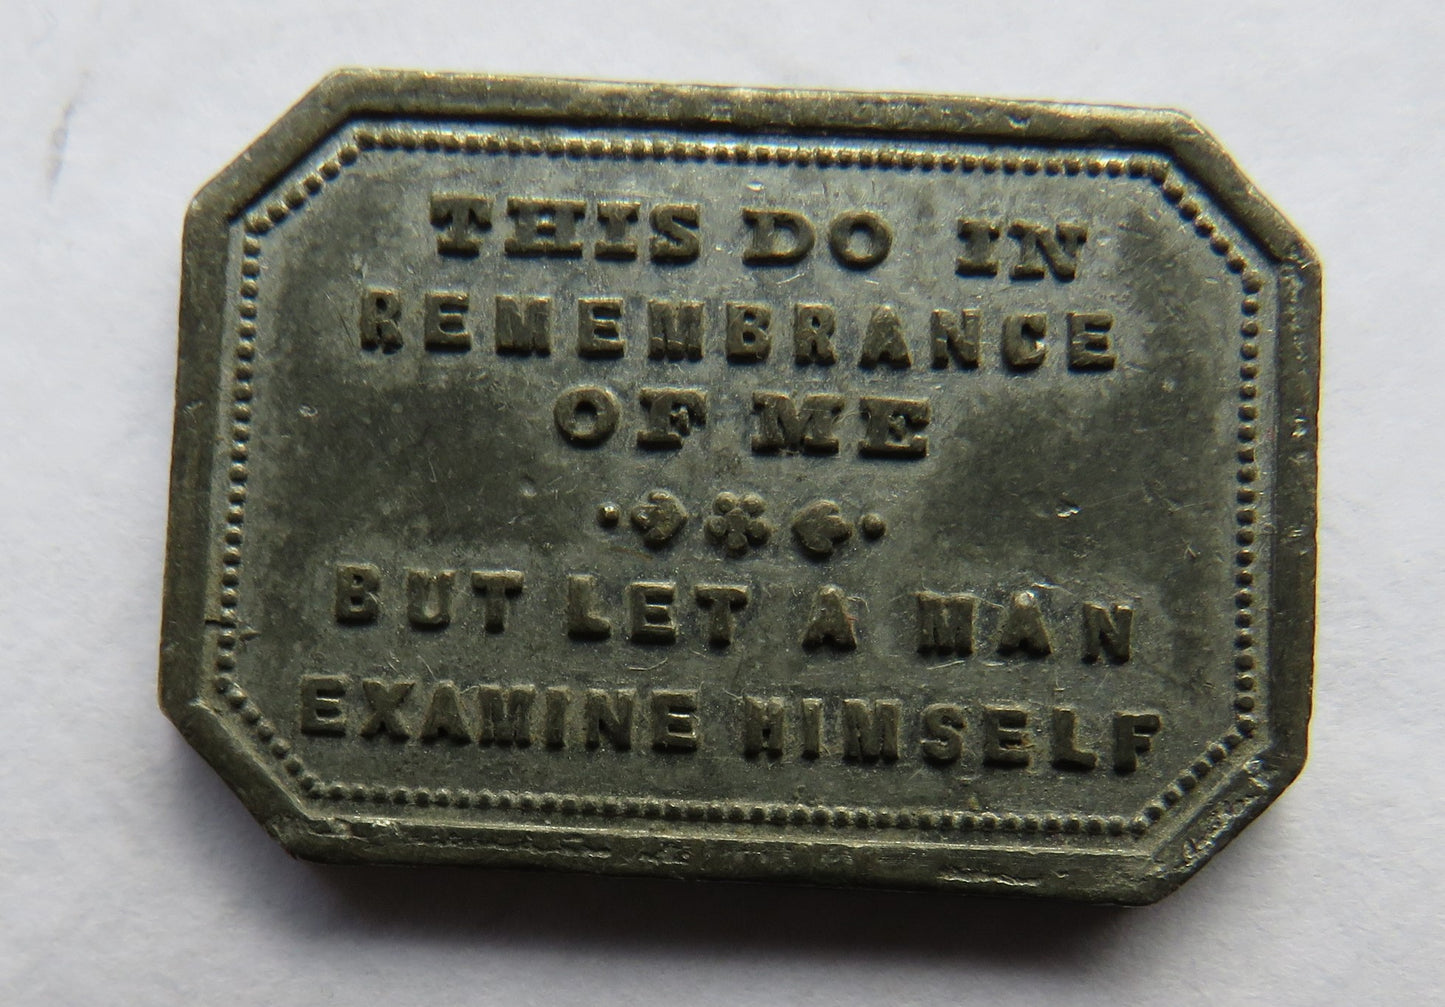 THIS DO IN
REMEMBRANCE
OF ME
BUT LET A MAN
EXAMINE HIMSELF